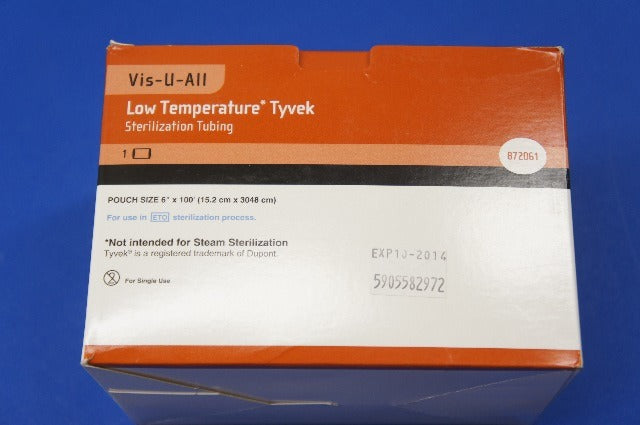 Vis-U-All
Low Temperature* Tyvek
Sterilization Tubing
1
872061
POUCH SIZE 6" x 100' (15.2 cm x 3048 cm)
For use in ETO sterilization process.
*Not intended for Steam Sterilization
Tyvek® is a registered trademark of Dupont.
EXP10-2014
5905582972
For Single Use